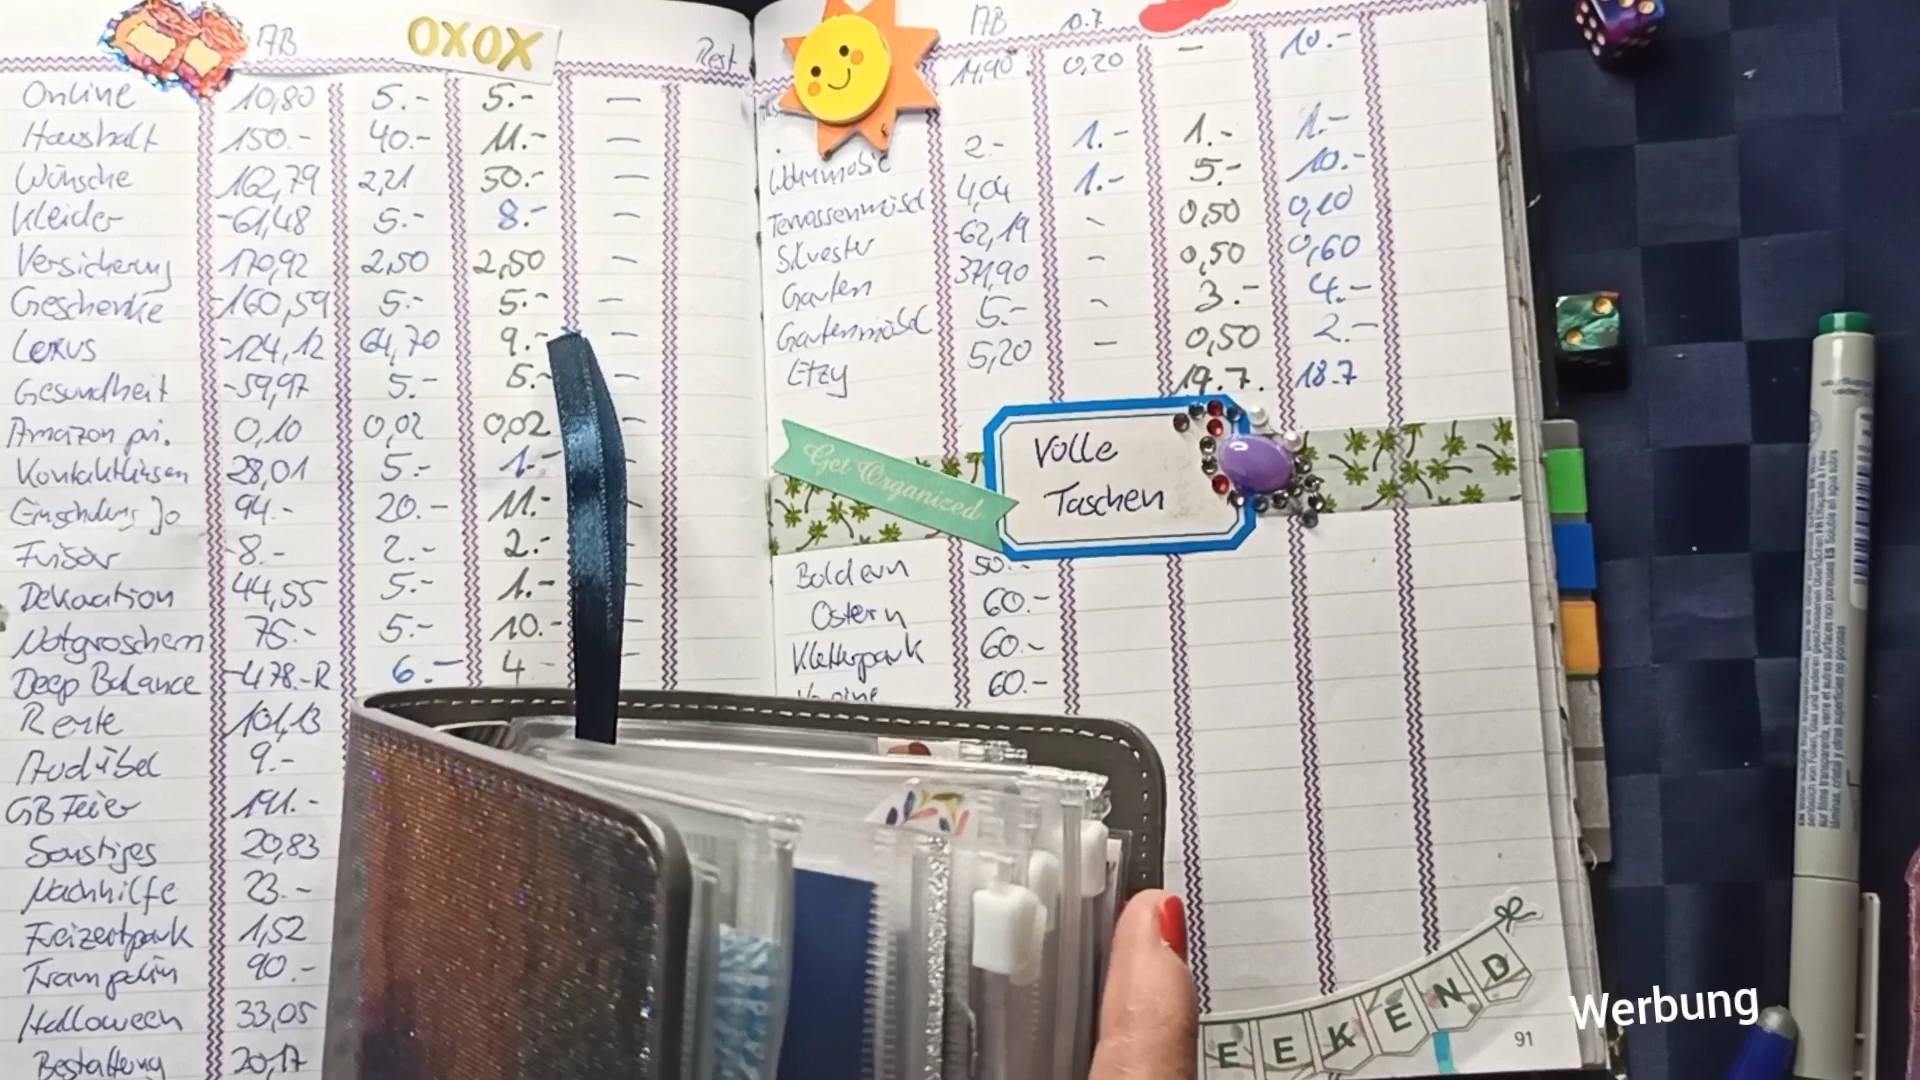 AB OXOX Rest
Online 10,80 5.- 5.- —
Haushalt 150.- 40.- 11.- —
Wünsche 162,79 2,21 50.- —
Kleider -61,48 5.- 8.- —
Versicherung 170,92 2,50 2,50 —
Geschenke -160,59 5.- 5.- —
Lexus -124,12 64,70 9.- —
Gesundheit -59,97 5.- 5.- —
Amazon pri. 0,10 0,02 0,02 —
Kontaktlinsen 28,01 5.- 1.- —
Einschulung Jo 94.- 20.- 11.- —
Frisör -8.- 2.- 2.- —
Dekoration 44,55 5.- 1.- —
Notgroschen 75.- 5.- 10.- —
Deep Balance -478.-R 6.- 4 —
Rente 101,13
Audübel 9.-
GB Feier 191.-
Sonstiges 20,83
Nachhilfe 23.-
Freizeitpark 1,52
Trampolin 90.-
Halloween 33,05
Bestattung 20,17
AB 0.7
11,90 0,20 — 10.-
2.- 1.- 1.- 1.-
4,04 1.- 5.- 10.-
Terrassenmöbel -62,19 - 0,50 0,10
Silvester 371,90 - 0,50 0,60
Garten 5.- - 3.- 4.-
Gartenmöbel 5,20 - 0,50 2.-
Etzy 19.7. 18.7
Get Organized
Volle
Taschen
Boldern 50.-
Ostern 60.-
Kletterpark 60.-
60.-
EEKEND
91
Werbung